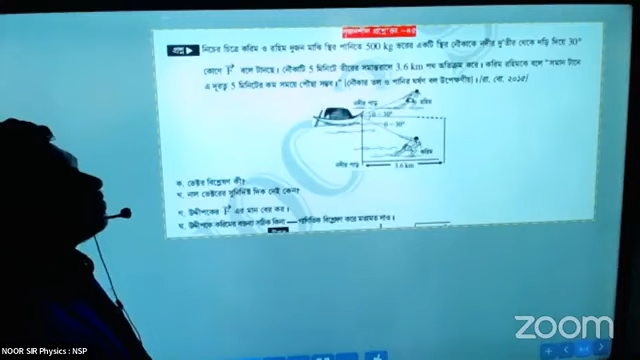 সৃজনশীল প্রশ্নোত্তর -৪৫
প্রশ্ন ▶ নিচের চিত্রে করিম ও রহিম দুজন মাঝি স্থির পানিতে 500 kg ভরের একটি স্থির নৌকাকে নদীর দু'তীর থেকে দড়ি দিয়ে 30°
কোণে F বলে টানছে। নৌকাটি 5 মিনিটে তীরের সমান্তরালে 3.6 km পথ অতিক্রম করে। করিম রহিমকে বলে "সমান টানে
এ দূরত্ব 5 মিনিটের কম সময়ে পৌঁছা সম্ভব।" [নৌকার তল ও পানির ঘর্ষণ বল উপেক্ষণীয়] /রা. বো. ২০১৫/
নদীর পাড়
রহিম
θ = 30°
θ = 30°
করিম
নদীর পাড়
3.6 km
ক. ভেক্টর বিশ্লেষণ কী?
খ. নাল ভেক্টরের সুনির্দিষ্ট দিক নেই কেন?
গ. উদ্দীপকের F এর মান বের কর।
ঘ. উদ্দীপকে করিমের বক্তব্য সঠিক কিনা — গাণিতিক বিশ্লেষণ করে মতামত দাও।
zoom
NOOR SIR Physics : NSP